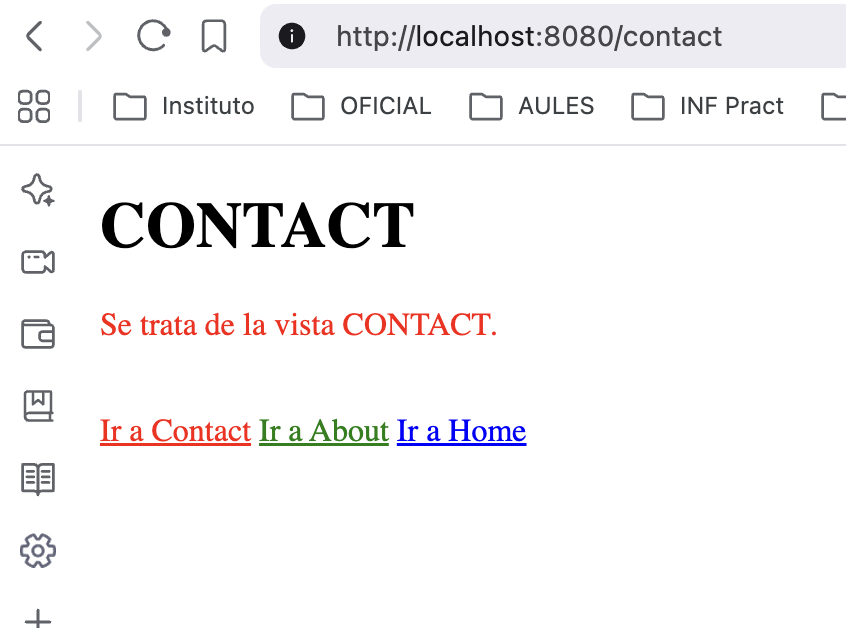 http://localhost:8080/contact
Instituto OFICIAL AULES INF Pract
CONTACT
Se trata de la vista CONTACT.
Ir a Contact Ir a About Ir a Home